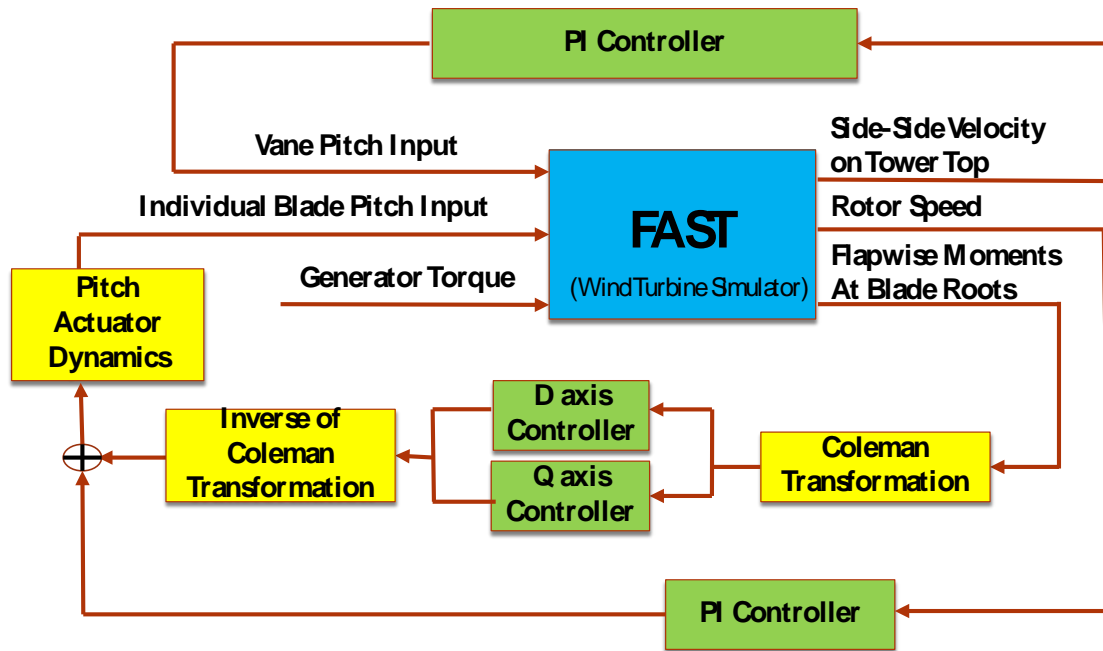 PI Controller
Side-Side Velocity
on Tower Top
Vane Pitch Input
Individual Blade Pitch Input
Rotor Speed
FAST
(Wind Turbine Simulator)
Flapwise Moments
At Blade Roots
Generator Torque
Pitch
Actuator
Dynamics
D axis
Controller
Inverse of
Coleman
Transformation
Coleman
Transformation
Q axis
Controller
PI Controller